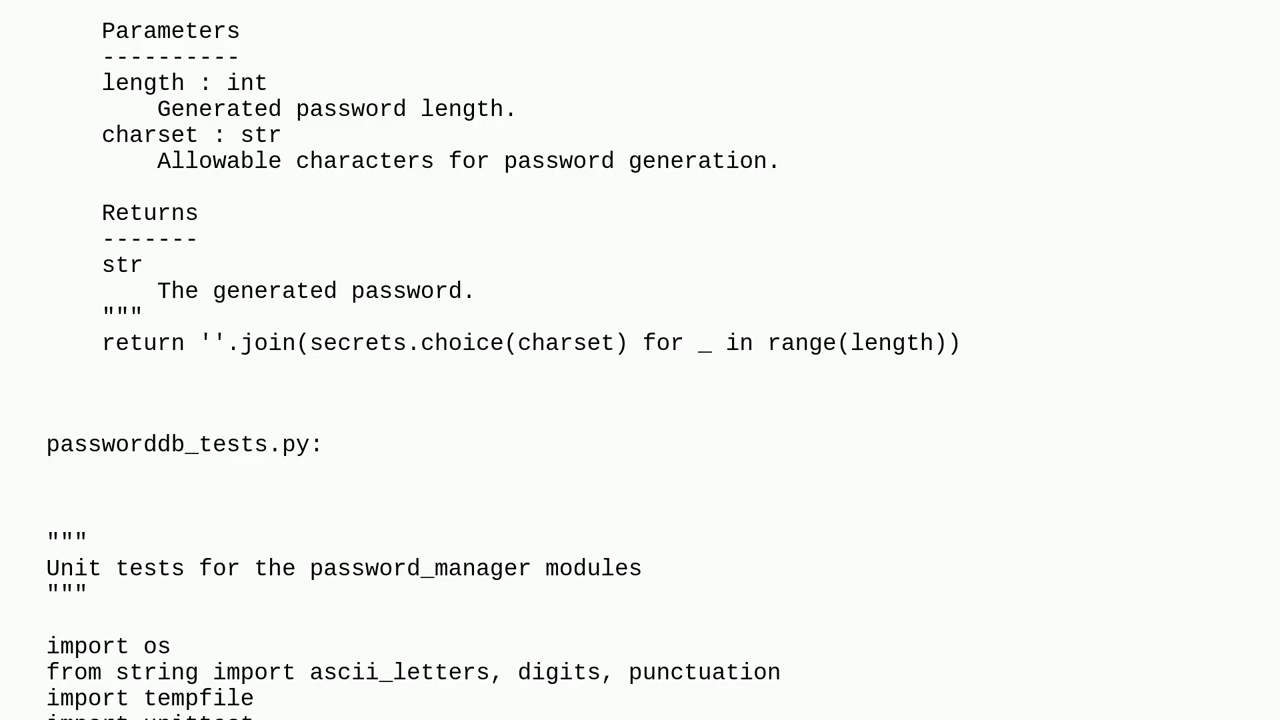 Parameters
----------
length : int
Generated password length.
charset : str
Allowable characters for password generation.
Returns
-------
str
The generated password.
"""
return ''.join(secrets.choice(charset) for _ in range(length))
passworddb_tests.py:
"""
Unit tests for the password_manager modules
"""
import os
from string import ascii_letters, digits, punctuation
import tempfile
import unittest